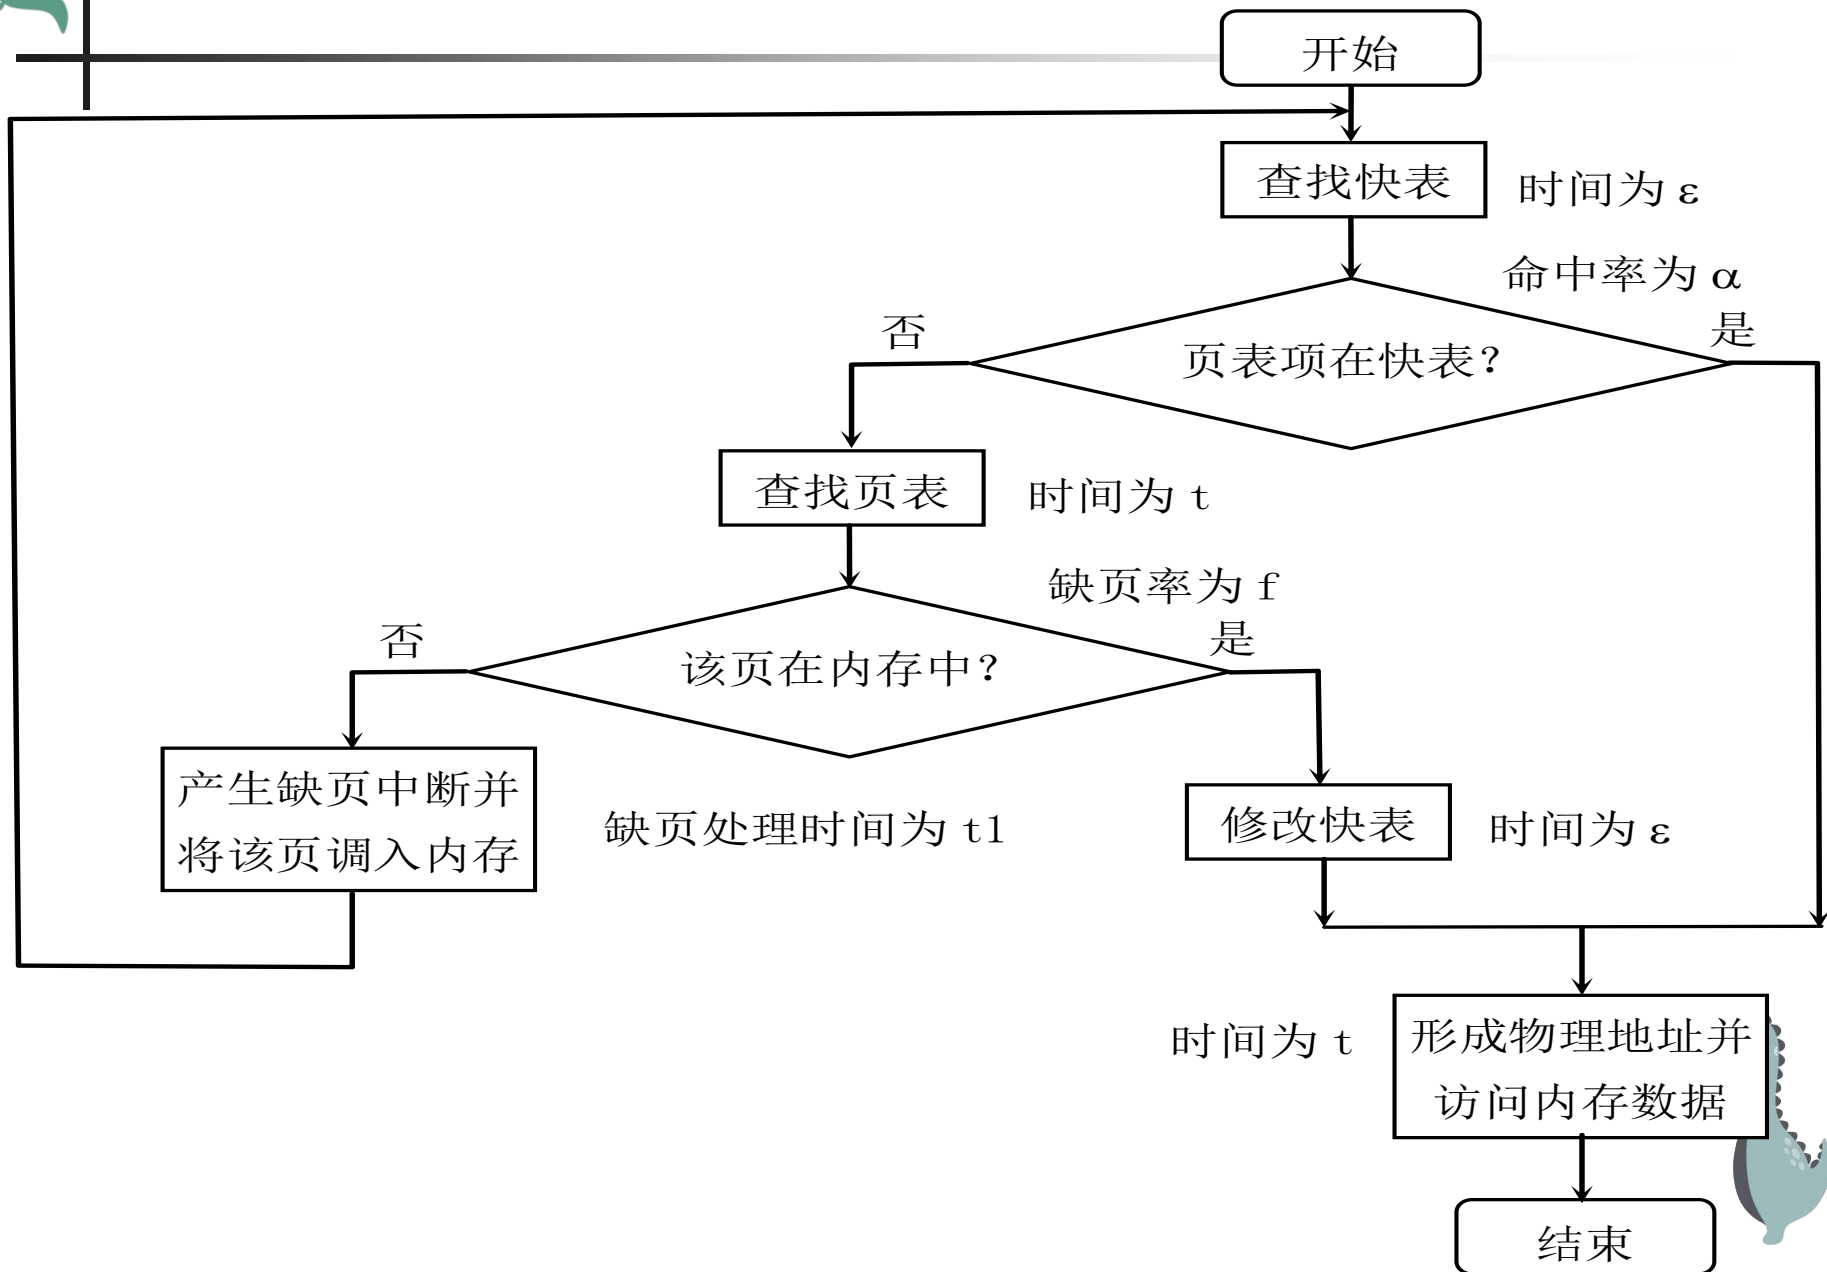 开始
查找快表
时间为 ε
命中率为 α
否
是
页表项在快表?
查找页表
时间为 t
缺页率为 f
否
是
该页在内存中?
产生缺页中断并
将该页调入内存
缺页处理时间为 t1
修改快表
时间为 ε
时间为 t
形成物理地址并
访问内存数据
结束